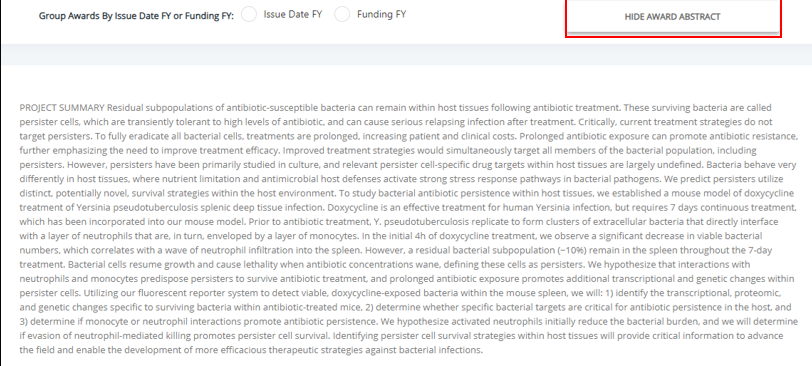 Group Awards By Issue Date FY or Funding FY: Issue Date FY Funding FY HIDE AWARD ABSTRACT
PROJECT SUMMARY Residual subpopulations of antibiotic-susceptible bacteria can remain within host tissues following antibiotic treatment. These surviving bacteria are called
persister cells, which are transiently tolerant to high levels of antibiotic, and can cause serious relapsing infection after treatment. Critically, current treatment strategies do not
target persisters. To fully eradicate all bacterial cells, treatments are prolonged, increasing patient and clinical costs. Prolonged antibiotic exposure can promote antibiotic resistance,
further emphasizing the need to improve treatment efficacy. Improved treatment strategies would simultaneously target all members of the bacterial population, including
persisters. However, persisters have been primarily studied in culture, and relevant persister cell-specific drug targets within host tissues are largely undefined. Bacteria behave very
differently in host tissues, where nutrient limitation and antimicrobial host defenses activate strong stress response pathways in bacterial pathogens. We predict persisters utilize
distinct, potentially novel, survival strategies within the host environment. To study bacterial antibiotic persistence within host tissues, we established a mouse model of doxycycline
treatment of Yersinia pseudotuberculosis splenic deep tissue infection. Doxycycline is an effective treatment for human Yersinia infection, but requires 7 days continuous treatment,
which has been incorporated into our mouse model. Prior to antibiotic treatment, Y. pseudotuberculosis replicate to form clusters of extracellular bacteria that directly interface
with a layer of neutrophils that are, in turn, enveloped by a layer of monocytes. In the initial 4h of doxycycline treatment, we observe a significant decrease in viable bacterial
numbers, which correlates with a wave of neutrophil infiltration into the spleen. However, a residual bacterial subpopulation (~10%) remain in the spleen throughout the 7-day
treatment. Bacterial cells resume growth and cause lethality when antibiotic concentrations wane, defining these cells as persisters. We hypothesize that interactions with
neutrophils and monocytes predispose persisters to survive antibiotic treatment, and prolonged antibiotic exposure promotes additional transcriptional and genetic changes within
persister cells. Utilizing our fluorescent reporter system to detect viable, doxycycline-exposed bacteria within the mouse spleen, we will: 1) identify the transcriptional, proteomic,
and genetic changes specific to surviving bacteria within antibiotic-treated mice, 2) determine whether specific bacterial targets are critical for antibiotic persistence in the host, and
3) determine if monocyte or neutrophil interactions promote antibiotic persistence. We hypothesize activated neutrophils initially reduce the bacterial burden, and we will determine
if evasion of neutrophil-mediated killing promotes persister cell survival. Identifying persister cell survival strategies within host tissues will provide critical information to advance
the field and enable the development of more efficacious therapeutic strategies against bacterial infections.